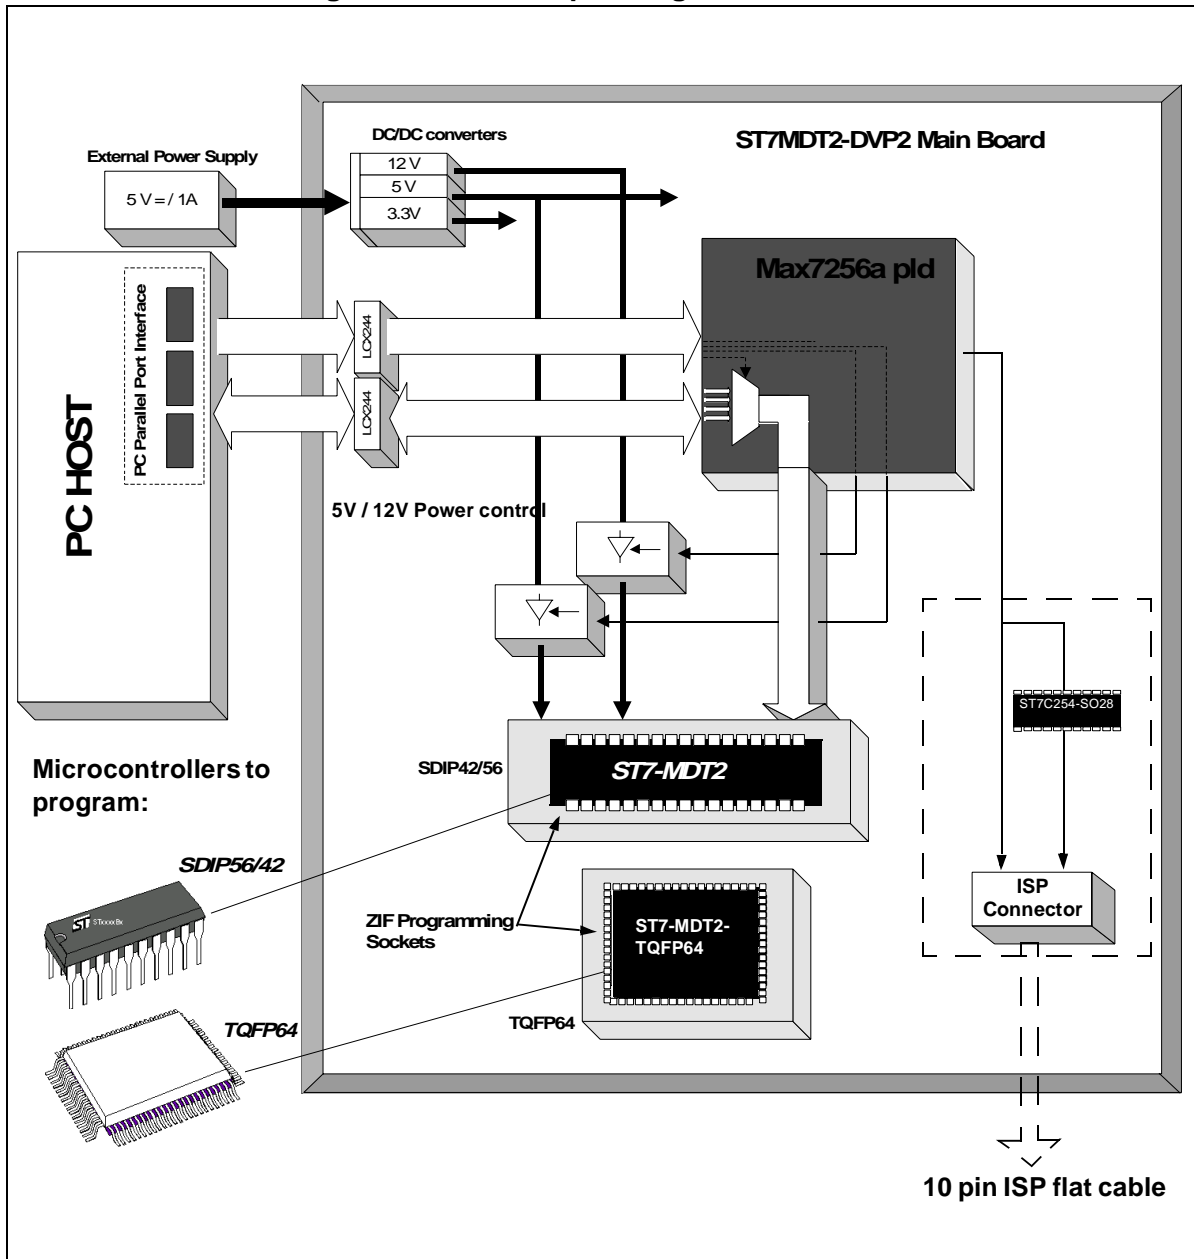 ST7MDT2-DVP2 Main Board
DC/DC converters
12 V
5 V
3.3V
External Power Supply
5 V = / 1A
Max7256a pld
PC Parallel Port Interface
PC HOST
LCX244
LCX244
5V / 12V Power control
ST7C254-SO28
SDIP42/56
ST7-MDT2
Microcontrollers to
program:
SDIP56/42
ST
STxxxxBx
ZIF Programming
Sockets
ST7-MDT2-
TQFP64
ISP
Connector
TQFP64
TQFP64
10 pin ISP flat cable